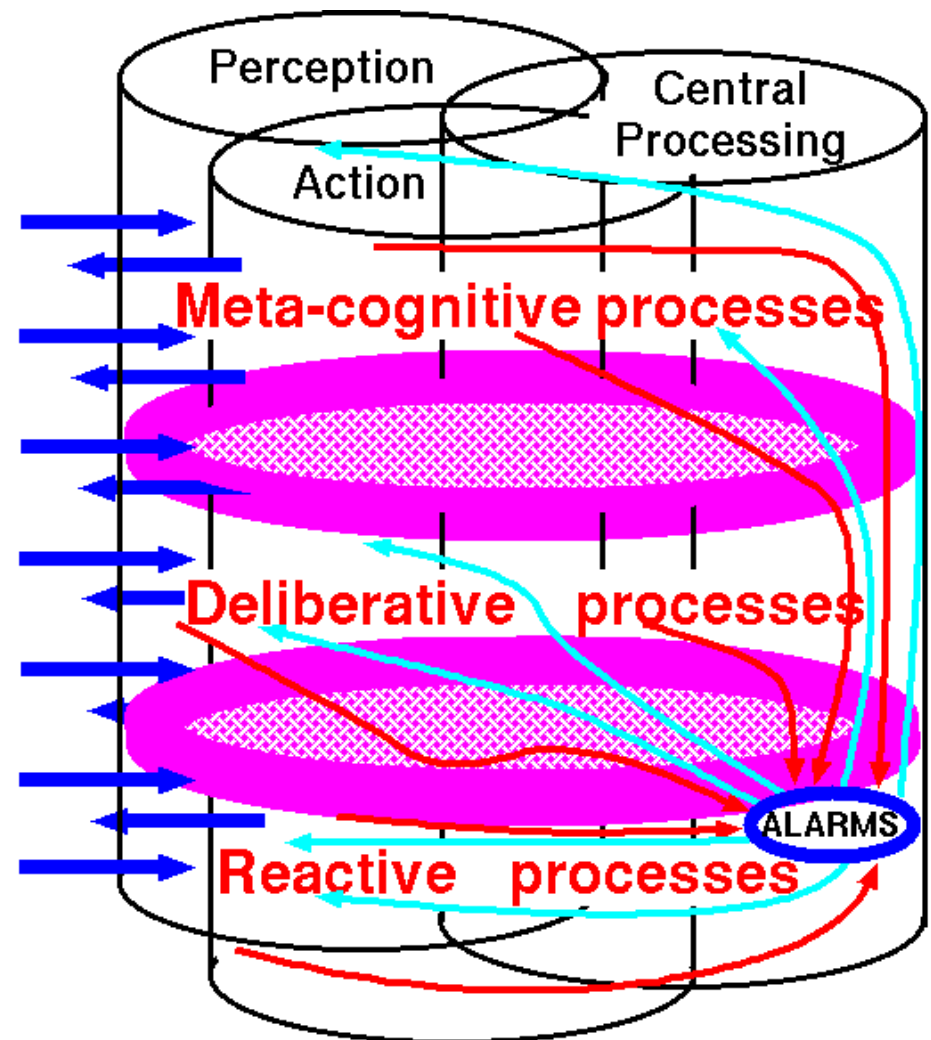 Perception
Central
Processing
Action
Meta-cognitive processes
Deliberative processes
ALARMS
Reactive processes